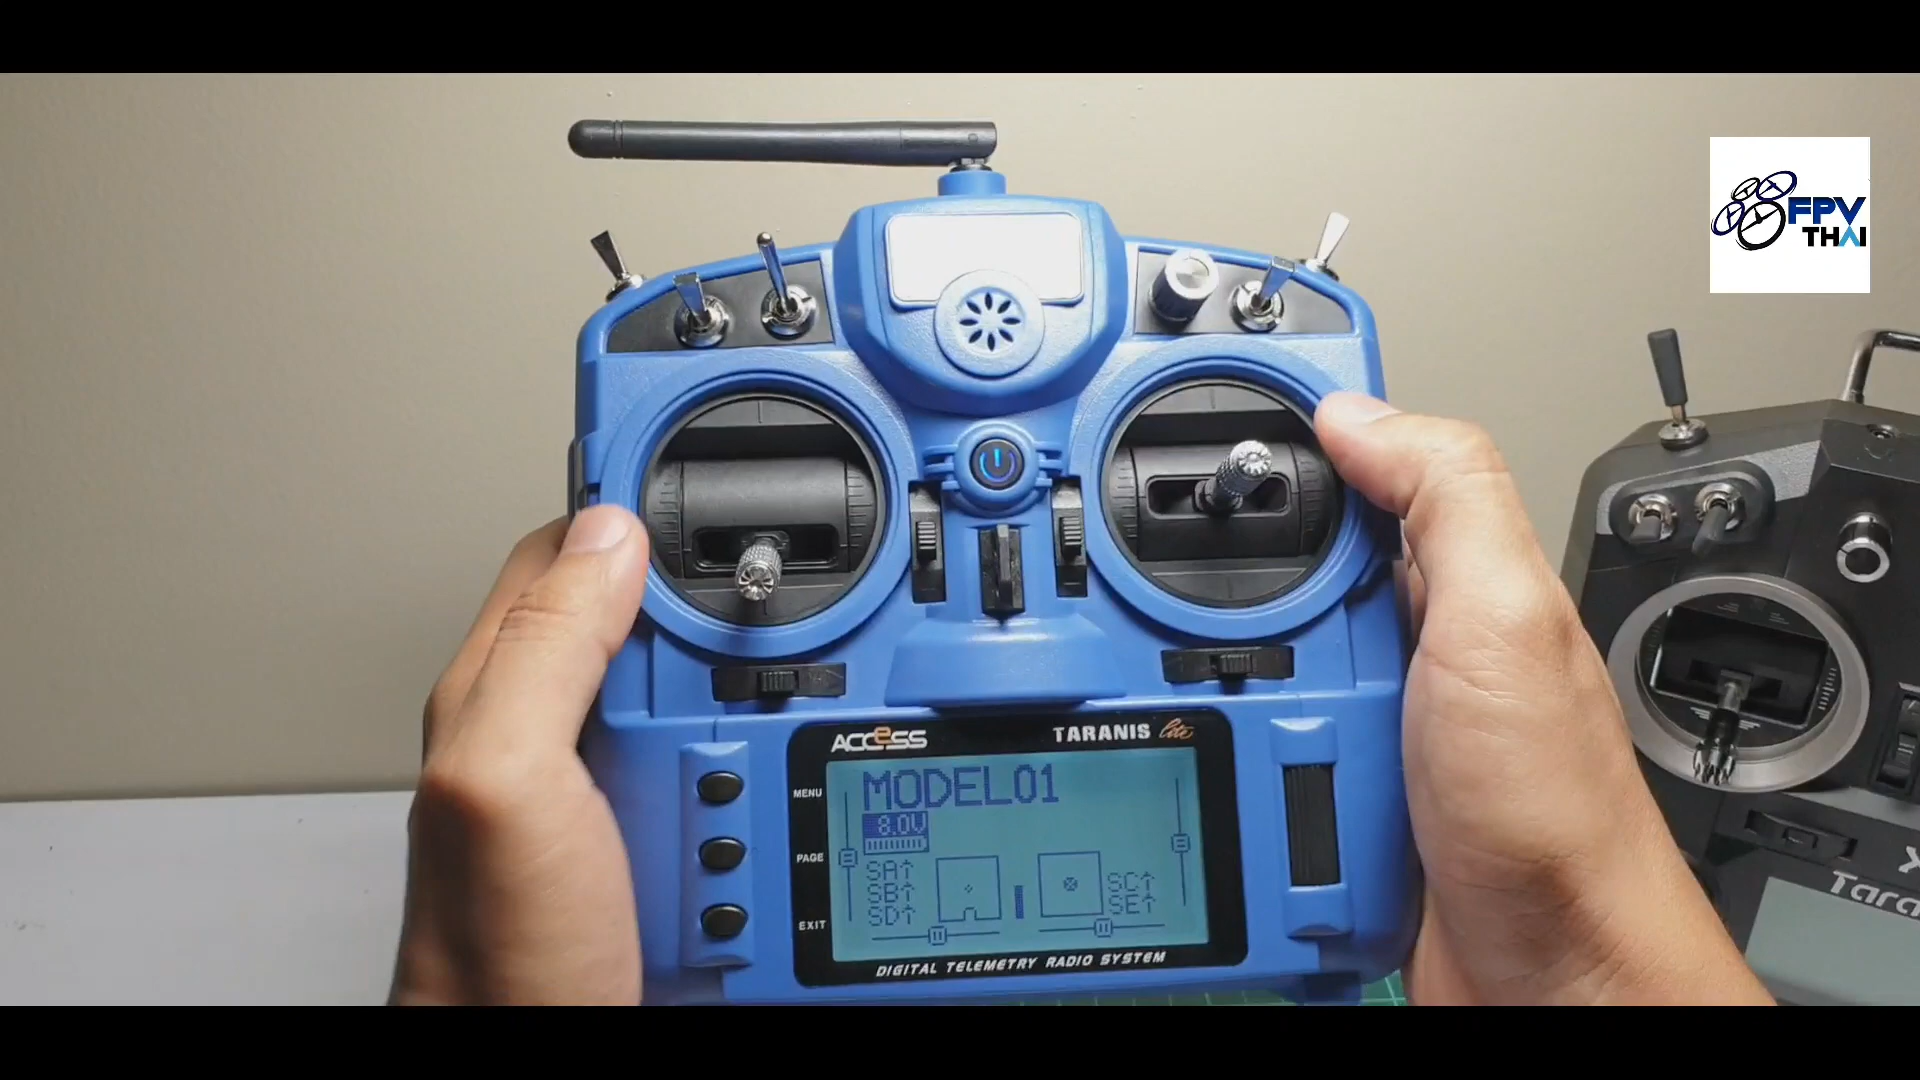 FPV
THAI
ACCESS
TARANIS lite
MENU
PAGE
EXIT
MODEL01
8.0V
SA↑
SB↑
SD↑
SC↑
SE↑
DIGITAL TELEMETRY RADIO SYSTEM